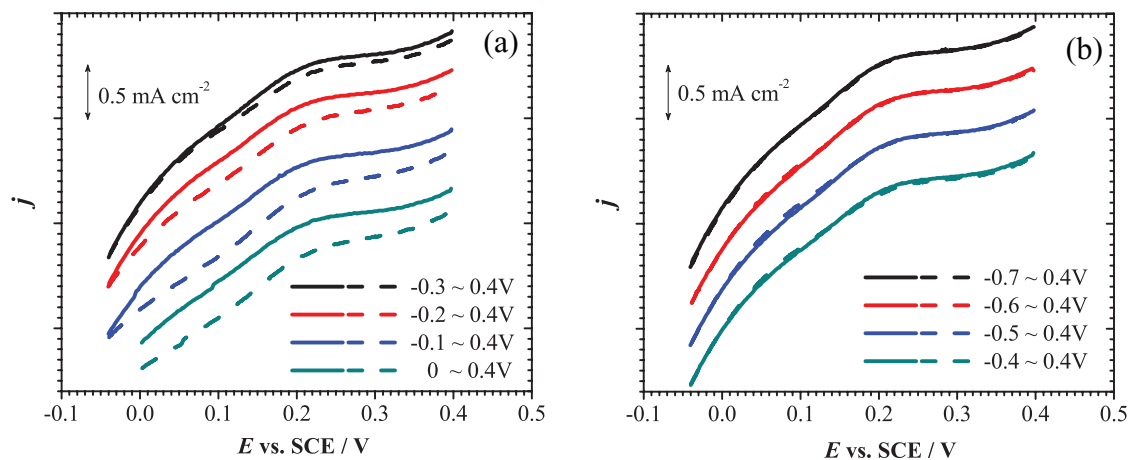 (a)
0.5 mA cm-2
j
-0.3 ~ 0.4V
-0.2 ~ 0.4V
-0.1 ~ 0.4V
0 ~ 0.4V
-0.1 0.0 0.1 0.2 0.3 0.4 0.5
E vs. SCE / V
(b)
0.5 mA cm-2
j
-0.7 ~ 0.4V
-0.6 ~ 0.4V
-0.5 ~ 0.4V
-0.4 ~ 0.4V
-0.1 0.0 0.1 0.2 0.3 0.4 0.5
E vs. SCE / V